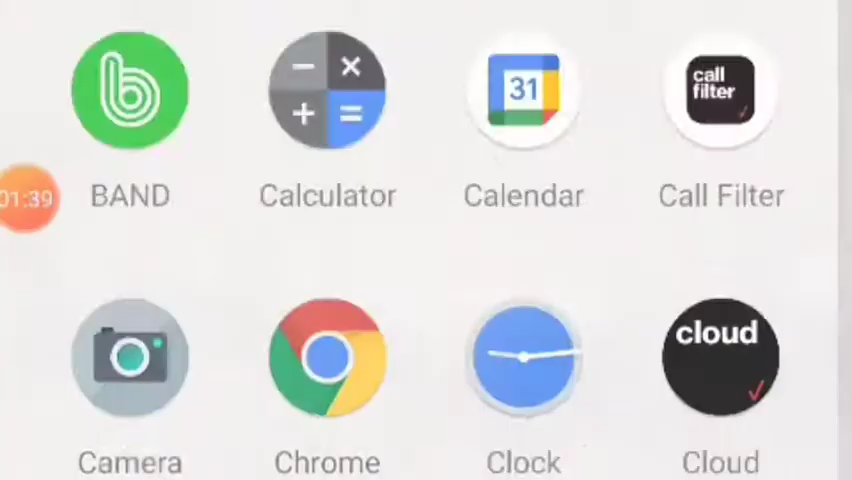 31
call
filter
BAND
Calculator
Calendar
Call Filter
01:39
cloud
Camera
Chrome
Clock
Cloud